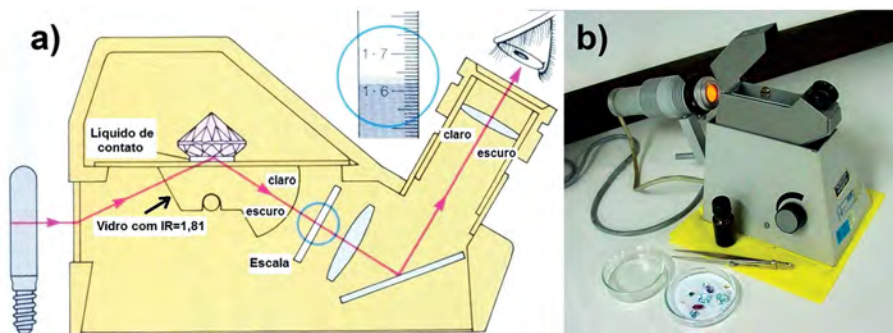 a)
1·7
1·6
Líquido de
contato
claro
escuro
Vidro com IR=1,81
Escala
claro
escuro
b)